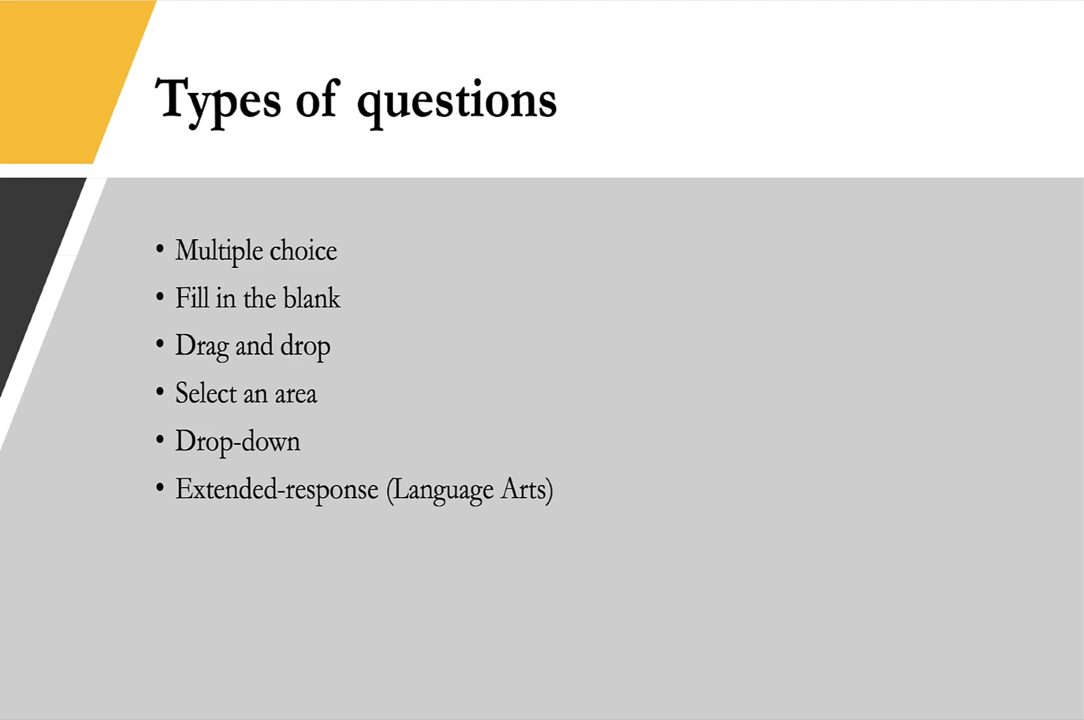 Types of questions
• Multiple choice
• Fill in the blank
• Drag and drop
• Select an area
• Drop-down
• Extended-response (Language Arts)